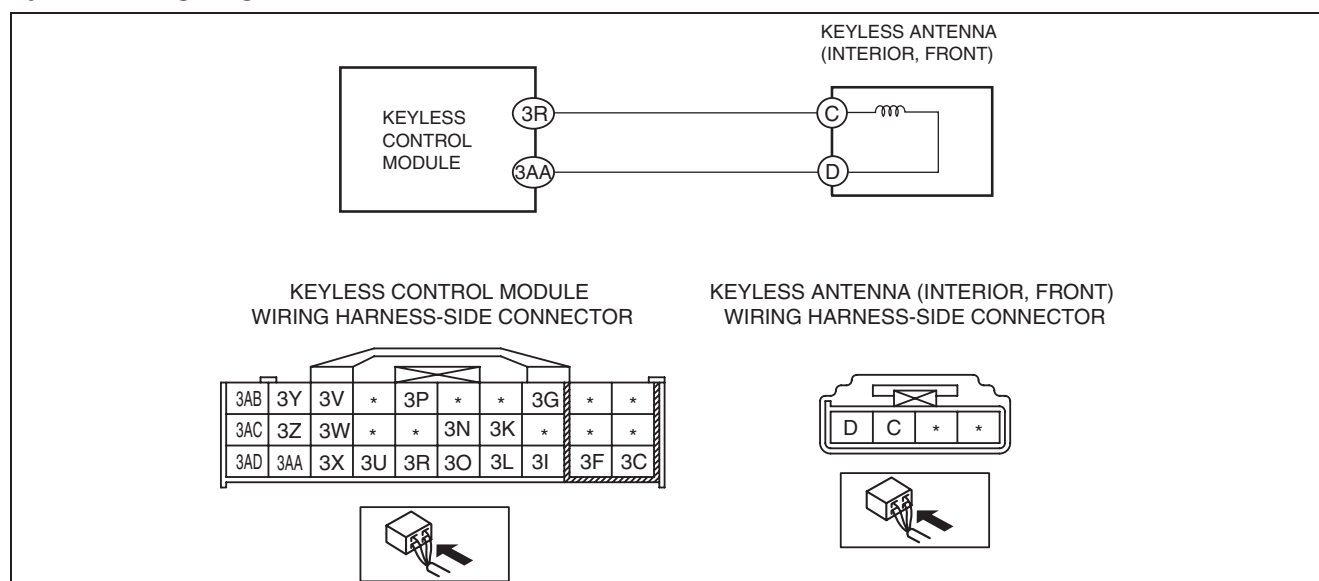 KEYLESS ANTENNA
(INTERIOR, FRONT)
KEYLESS
CONTROL
MODULE
3R
C
3AA
D
KEYLESS CONTROL MODULE
WIRING HARNESS-SIDE CONNECTOR
3AB 3Y 3V * 3P * * 3G * *
3AC 3Z 3W * * 3N 3K * * *
3AD 3AA 3X 3U 3R 3O 3L 3I 3F 3C
KEYLESS ANTENNA (INTERIOR, FRONT)
WIRING HARNESS-SIDE CONNECTOR
D C * *